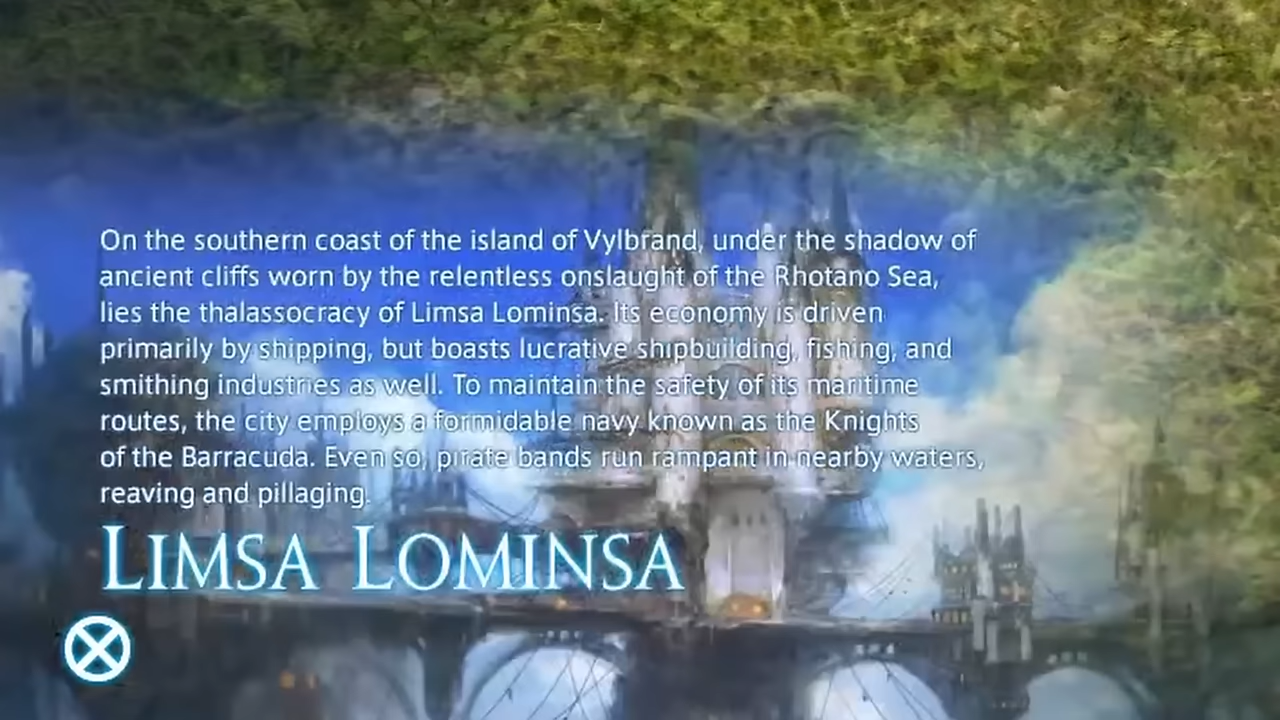 On the southern coast of the island of Vylbrand, under the shadow of
ancient cliffs worn by the relentless onslaught of the Rhotano Sea,
lies the thalassocracy of Limsa Lominsa. Its economy is driven
primarily by shipping, but boasts lucrative shipbuilding, fishing, and
smithing industries as well. To maintain the safety of its maritime
routes, the city employs a formidable navy known as the Knights
of the Barracuda. Even so, pirate bands run rampant in nearby waters,
reaving and pillaging.
LIMSA LOMINSA